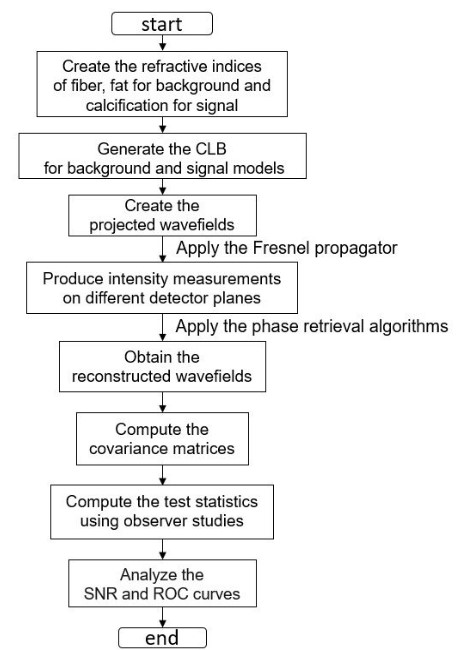 start
Create the refractive indices
of fiber, fat for background and
calcification for signal
Generate the CLB
for background and signal models
Create the
projected wavefields
Apply the Fresnel propagator
Produce intensity measurements
on different detector planes
Apply the phase retrieval algorithms
Obtain the
reconstructed wavefields
Compute the
covariance matrices
Compute the test statistics
using observer studies
Analyze the
SNR and ROC curves
end